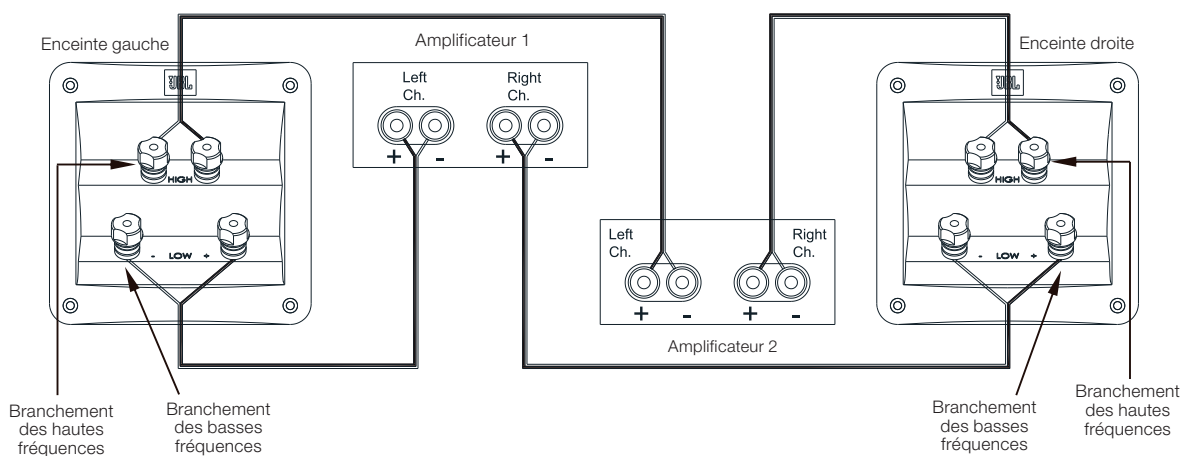 Enceinte gauche
Amplificateur 1
Enceinte droite
JBL
Left
Ch.
Right
Ch.
+ -
+ -
JBL
HIGH
HIGH
- LOW +
- LOW +
Left
Ch.
Right
Ch.
+ -
+ -
Amplificateur 2
Branchement
des hautes
fréquences
Branchement
des basses
fréquences
Branchement
des basses
fréquences
Branchement
des hautes
fréquences